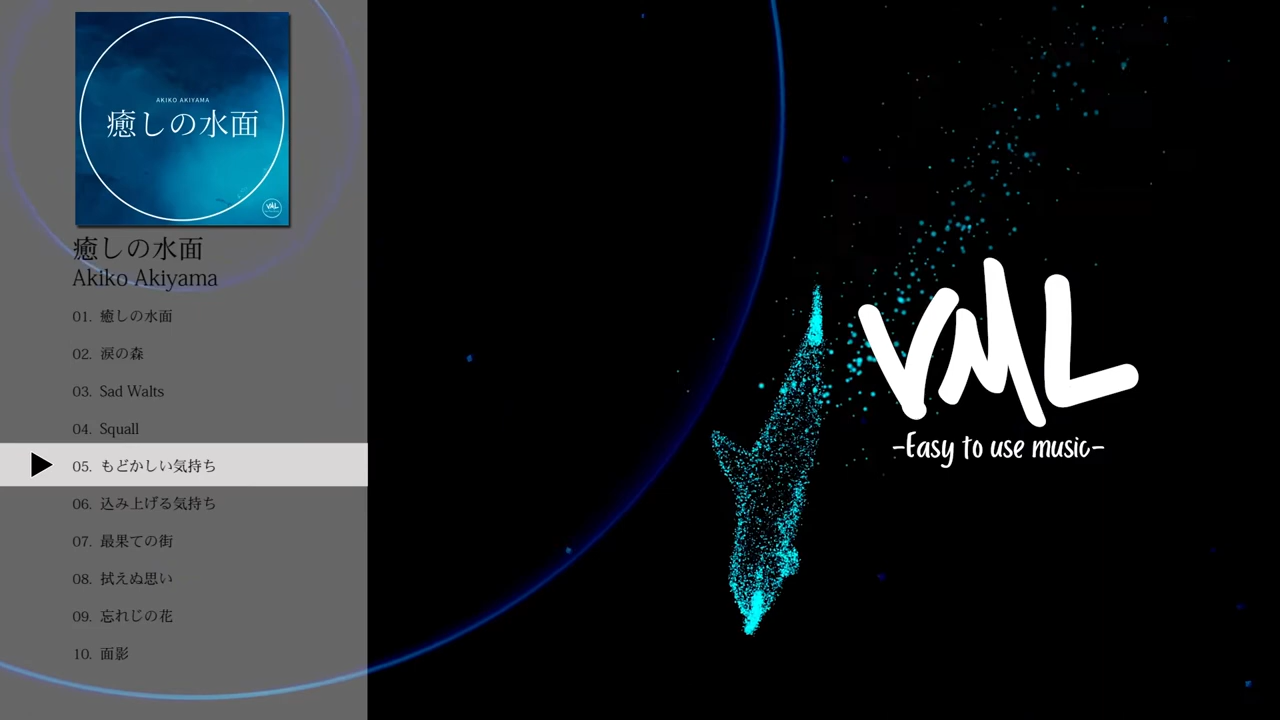 AKIKO AKIYAMA
癒しの水面
VML
癒しの水面
Akiko Akiyama
01. 癒しの水面
02. 涙の森
03. Sad Walts
04. Squall
05. もどかしい気持ち
06. 込み上げる気持ち
07. 最果ての街
08. 拭えぬ思い
09. 忘れじの花
10. 面影
VML
-Easy to use music-